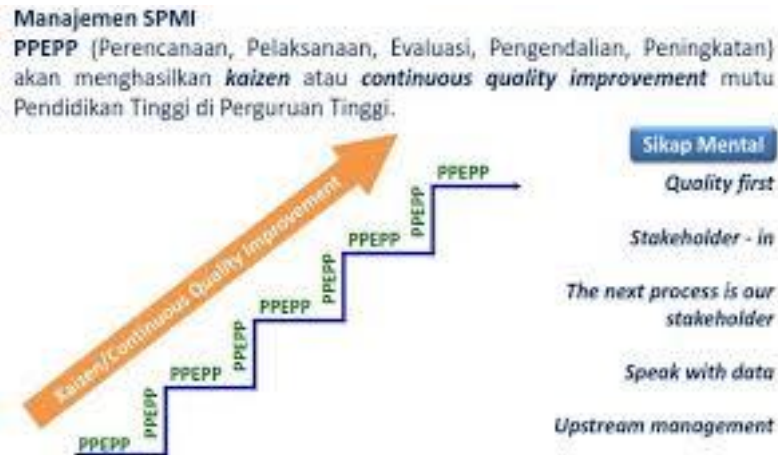 Manajemen SPMI
PPEPP (Perencanaan, Pelaksanaan, Evaluasi, Pengendalian, Peningkatan)
akan menghasilkan kaizen atau continuous quality improvement mutu
Pendidikan Tinggi di Perguruan Tinggi.
Sikap Mental
Quality first
Stakeholder - in
The next process is our
stakeholder
Speak with data
Upstream management
Kaizen/Continuous Quality Improvement
PPEPP
PPEPP
PPEPP
PPEPP
PPEPP
PPEPP
PPEPP
PPEPP
PPEPP